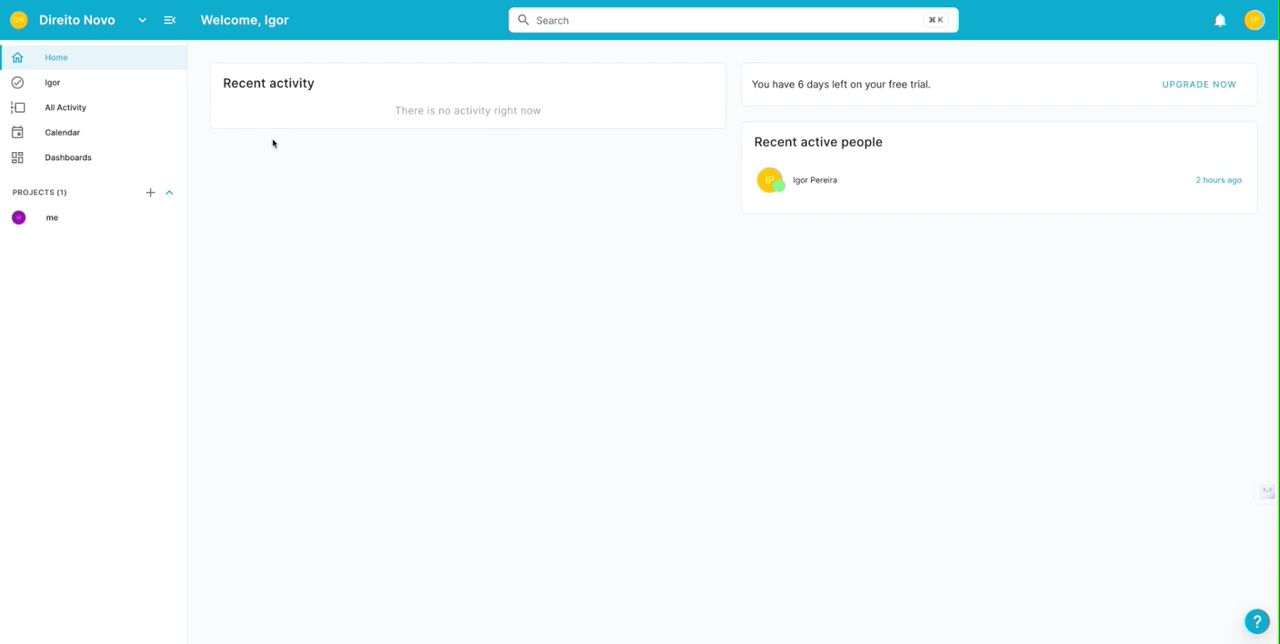 DN Direito Novo
Welcome, Igor
Search
⌘ K
IP
Home
Igor
All Activity
Calendar
Dashboards
PROJECTS (1)
me
Recent activity
There is no activity right now
You have 6 days left on your free trial.
UPGRADE NOW
Recent active people
IP Igor Pereira
2 hours ago
?